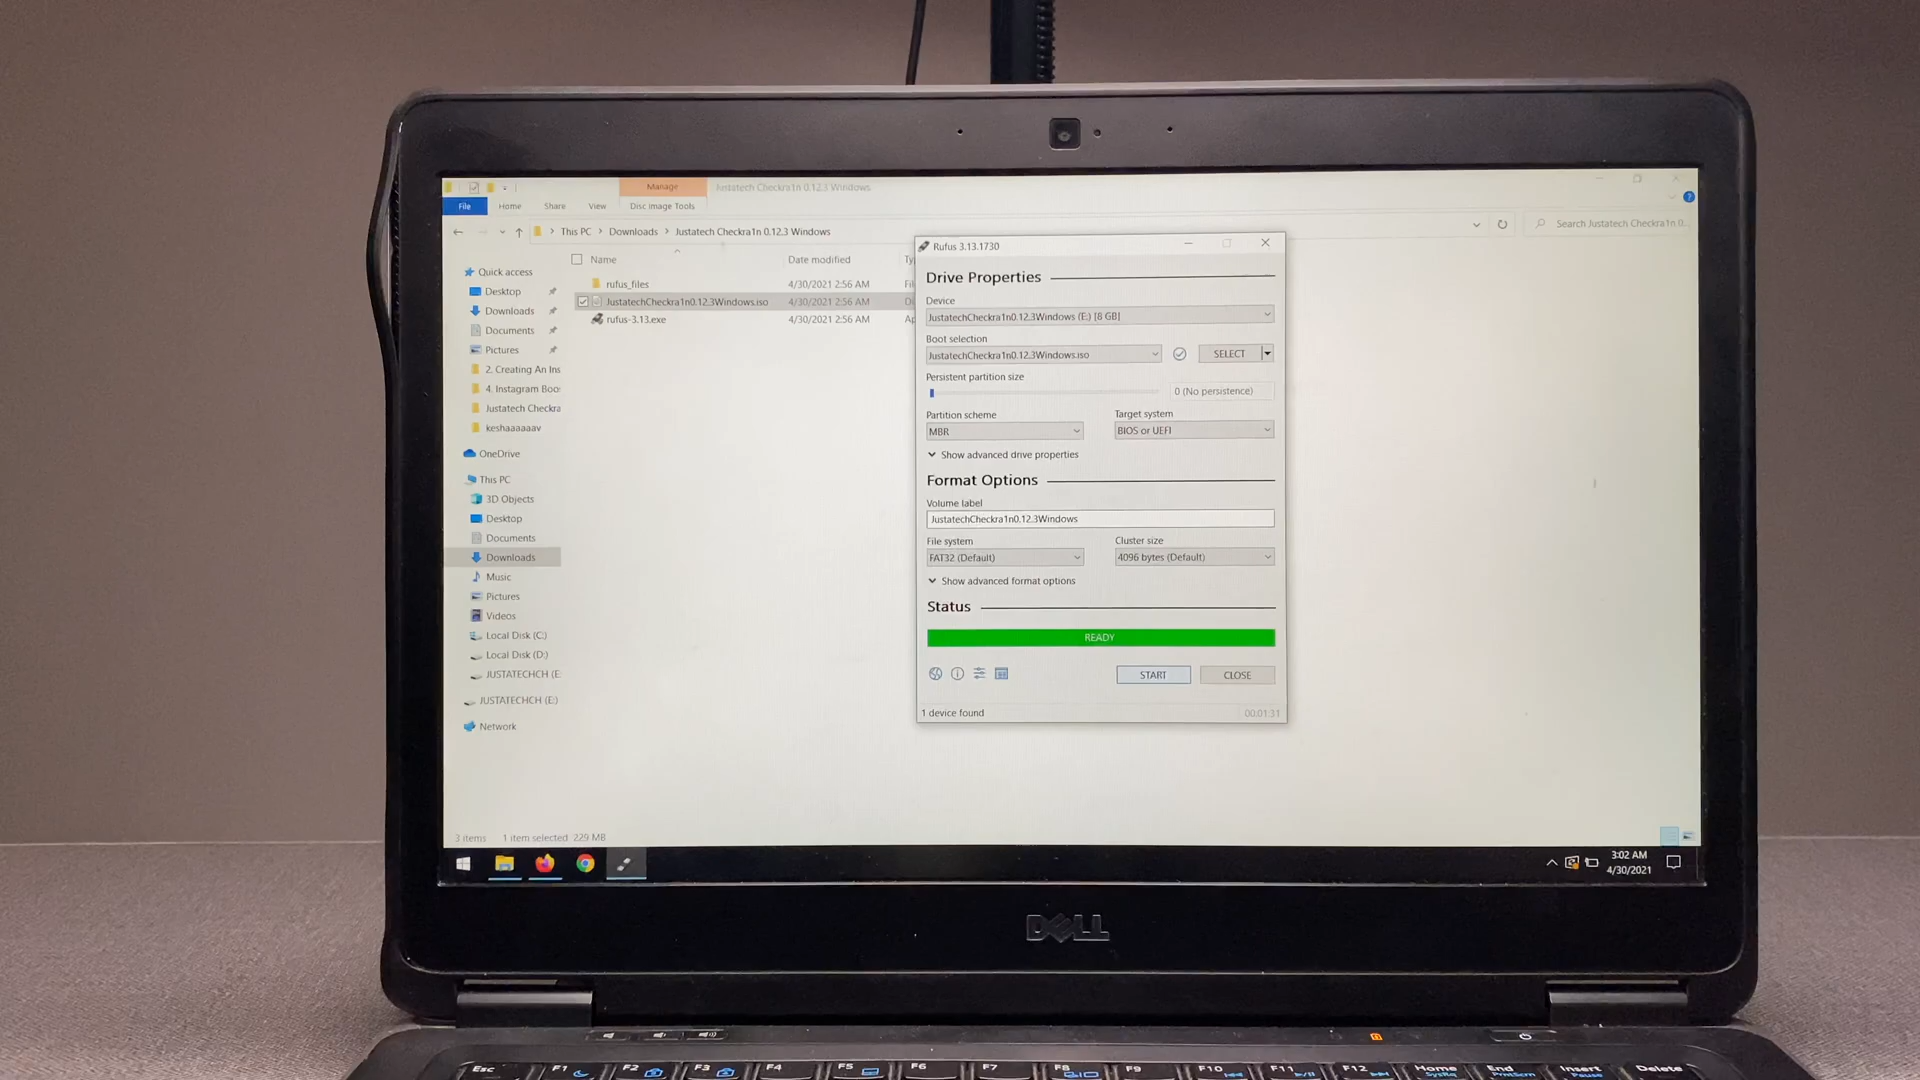 Manage
Justatech Checkra1n 0.12.3 Windows
File
Home
Share
View
Disc Image Tools
This PC
Downloads
Justatech Checkra1n 0.12.3 Windows
Search Justatech Checkra1n 0...
Name
Date modified
Quick access
Desktop
Downloads
Documents
Pictures
2. Creating An Ins
4. Instagram Boo
Justatech Checkra
keshaaaaaav
OneDrive
This PC
3D Objects
Desktop
Documents
Downloads
Music
Pictures
Videos
Local Disk (C:)
Local Disk (D:)
JUSTATECHCH (E:
JUSTATECHCH (E:)
Network
rufus_files
4/30/2021 2:56 AM
JustatechCheckra1n0.12.3Windows.iso
4/30/2021 2:56 AM
rufus-3.13.exe
4/30/2021 2:56 AM
Rufus 3.13.1730
Drive Properties
Device
JustatechCheckra1n0.12.3Windows (E:) [8 GB]
Boot selection
JustatechCheckra1n0.12.3Windows.iso
SELECT
Persistent partition size
0 (No persistence)
Partition scheme
Target system
MBR
BIOS or UEFI
Show advanced drive properties
Format Options
Volume label
JustatechCheckra1n0.12.3Windows
File system
Cluster size
FAT32 (Default)
4096 bytes (Default)
Show advanced format options
Status
READY
START
CLOSE
1 device found
00:01:31
3 items
1 item selected 229 MB
3:02 AM
4/30/2021
DELL
Esc
F1
F2
F3
F4
F5
F6
F7
F8
F9
F10
F11
F12
Home
SysRq
End
PrntScrn
Insert
Pause
Delete